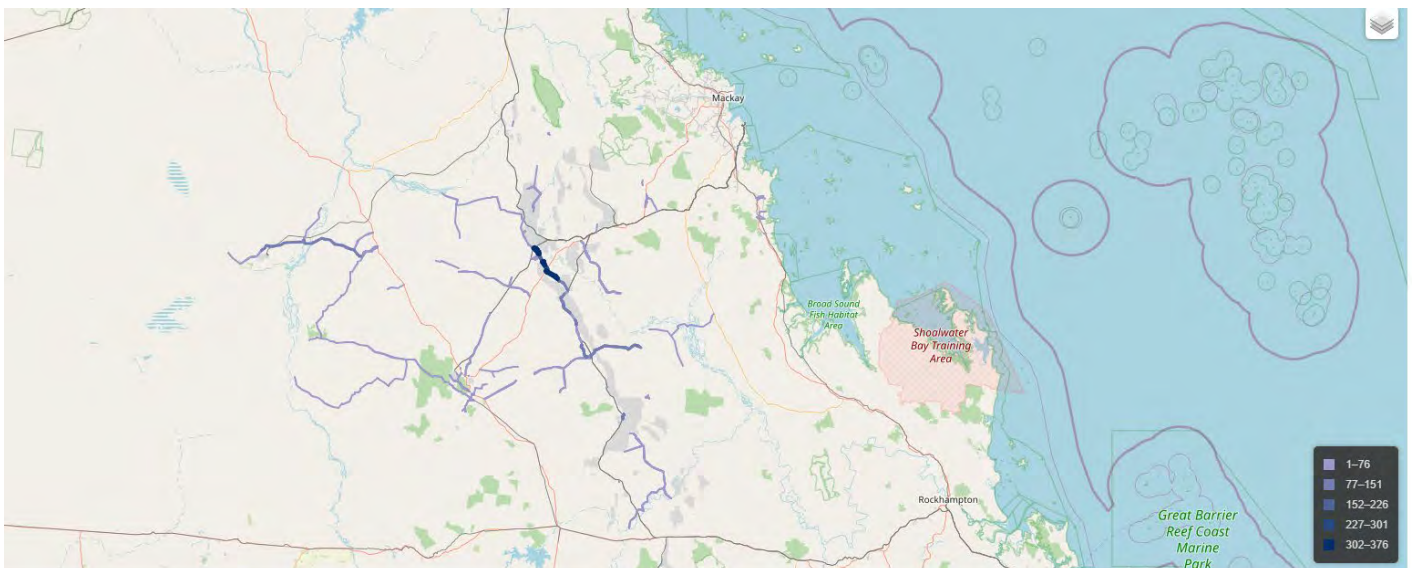 Mackay
Broad Sound
Fish Habitat
Area
Shoalwater
Bay Training
Area
Rockhampton
Great Barrier
Reef Coast
Marine
Park
1–76
77–151
152–226
227–301
302–376